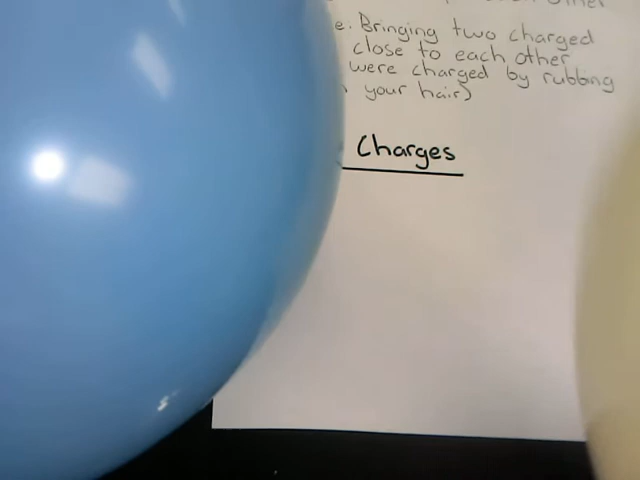 e. Bringing two charged
close to each other
were charged by rubbing
your hair)
Charges